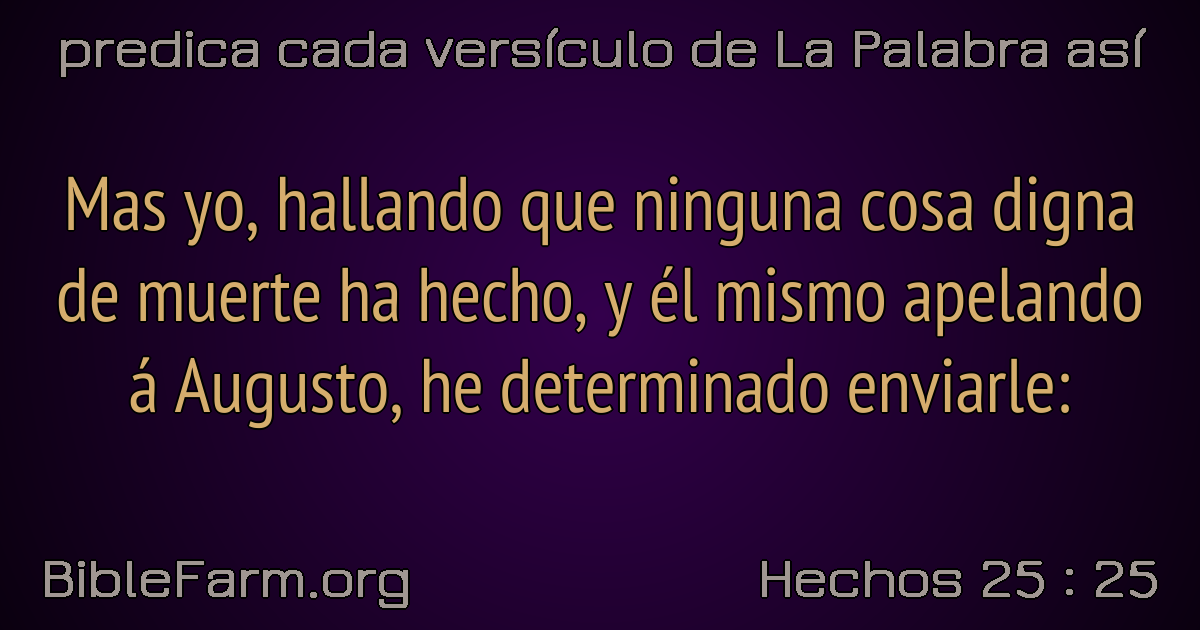 predica cada versículo de La Palabra así
Mas yo, hallando que ninguna cosa digna
de muerte ha hecho, y él mismo apelando
á Augusto, he determinado enviarle:
BibleFarm.org
Hechos 25 : 25